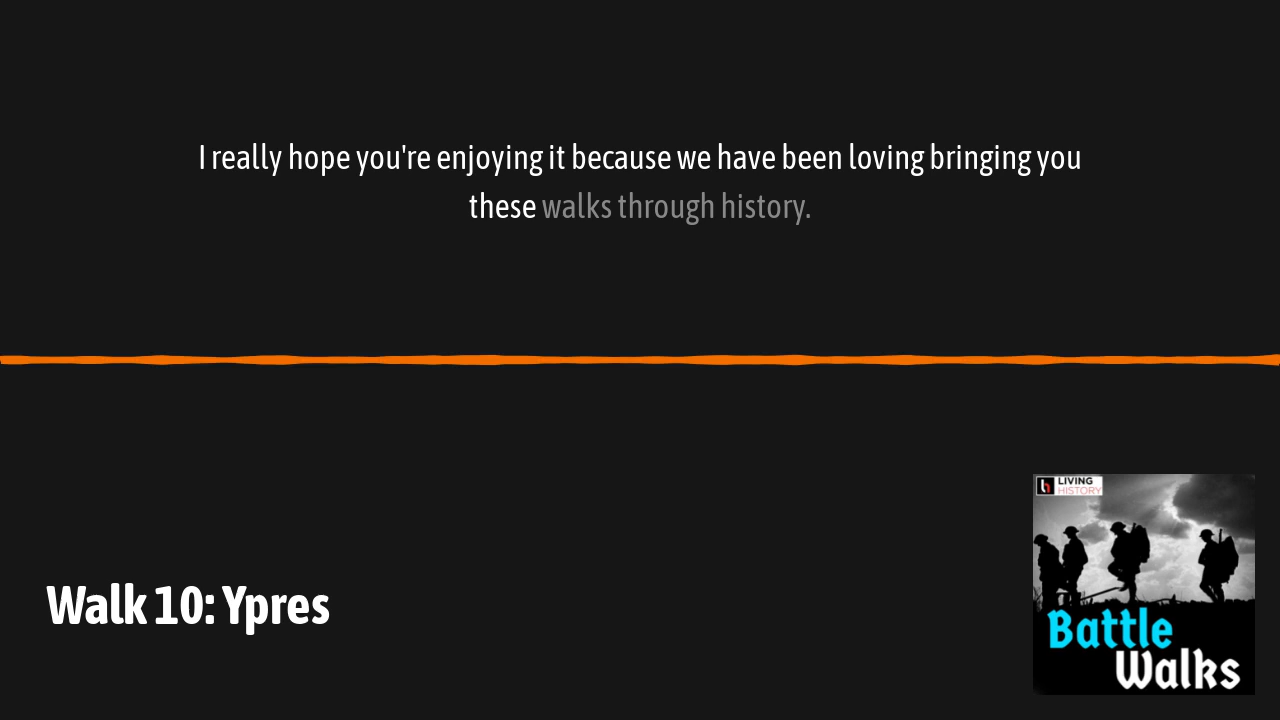 I really hope you're enjoying it because we have been loving bringing you
these walks through history.
LIVING
HISTORY
Walk 10: Ypres
Battle
Walks